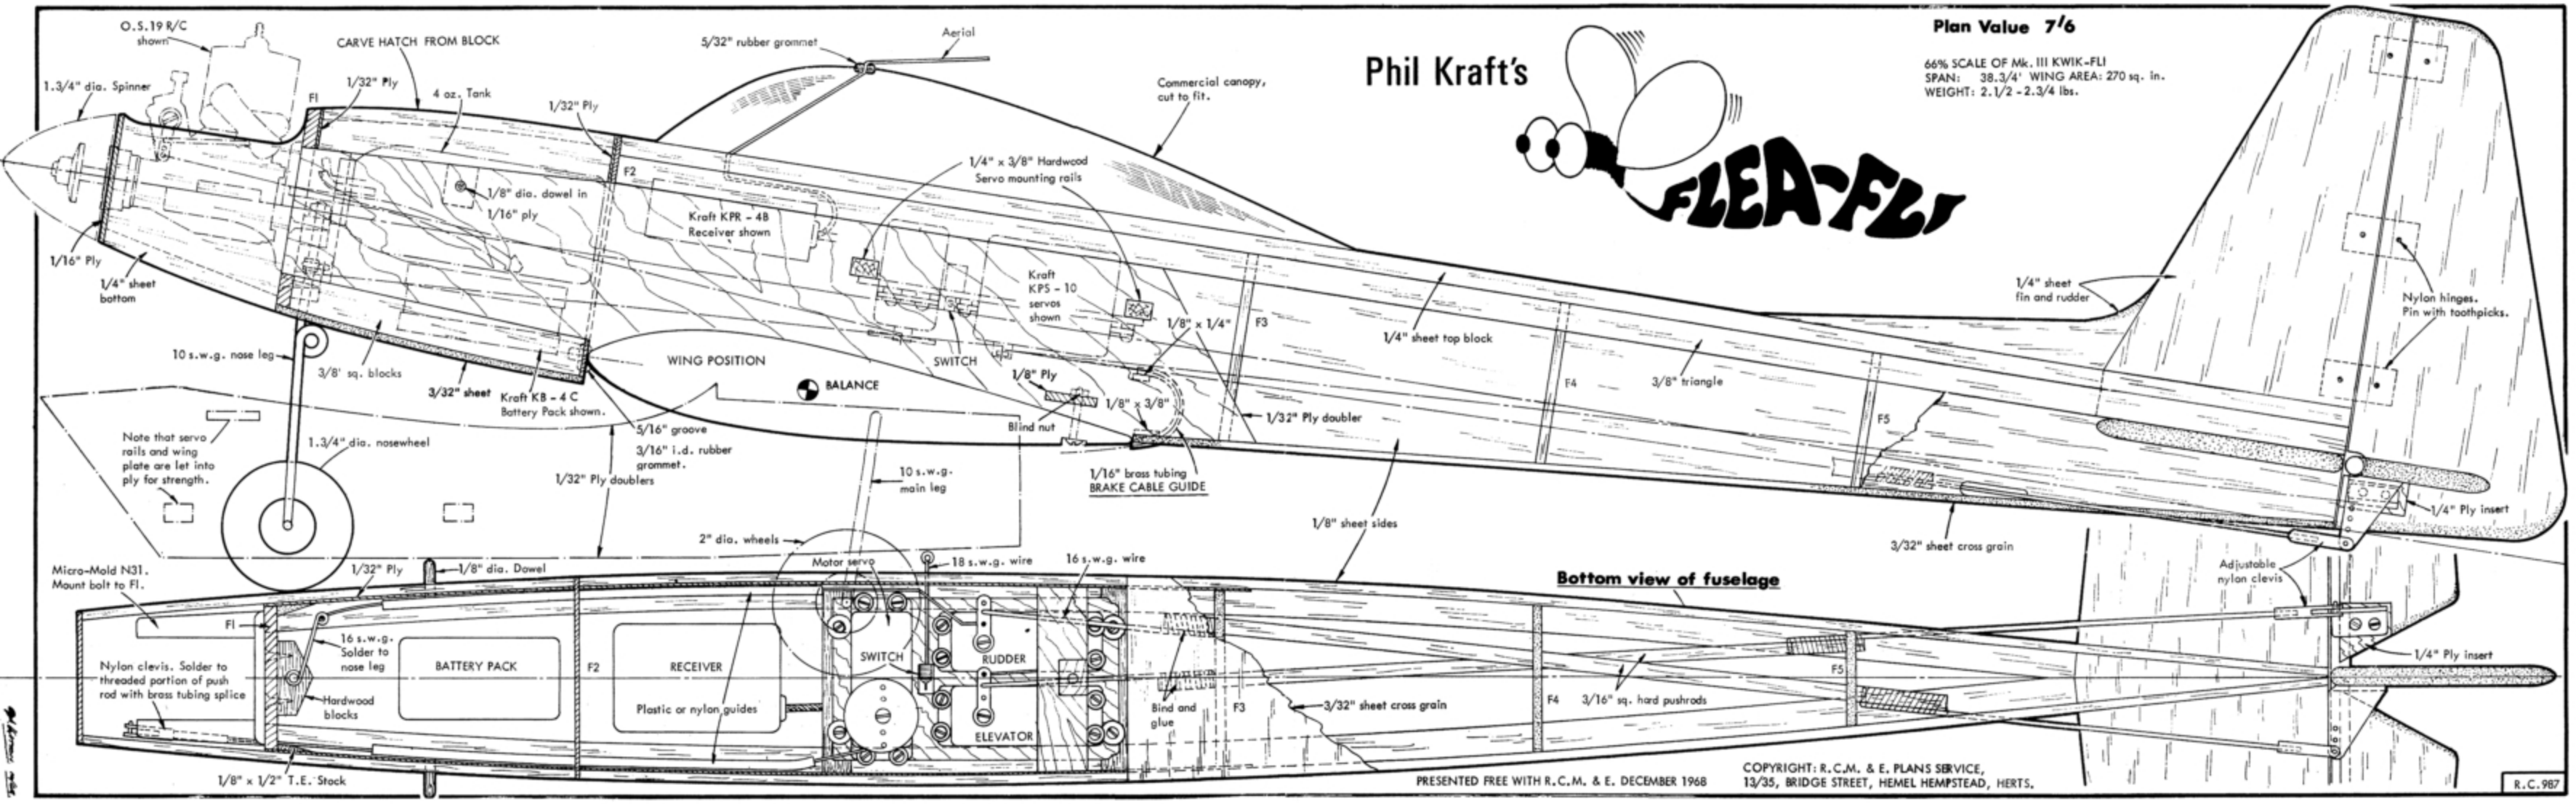 O.S.19 R/C
shown
CARVE HATCH FROM BLOCK
1.3/4" dia. Spinner
F1
1/32" Ply
4 oz. Tank
1/32" Ply
5/32" rubber grommet
Aerial
Commercial canopy,
cut to fit.
Phil Kraft's
FLEA-FLI
Plan Value 7'6
66% SCALE OF Mk. III KWIK-FLI
SPAN: 38.3/4' WING AREA: 270 sq. in.
WEIGHT: 2.1/2 - 2.3/4 lbs.
F2
1/8" dia. dowel in
1/16" ply
Kraft KPR - 4B
Receiver shown
1/4" x 3/8" Hardwood
Servo mounting rails
Kraft
KPS - 10
servos
shown
1/16" Ply
1/4" sheet
bottom
1/8" x 1/4"
F3
1/4" sheet top block
1/4" sheet
fin and rudder
Nylon hinges.
Pin with toothpicks.
10 s.w.g. nose leg
3/8' sq. blocks
3/32" sheet
Kraft KB - 4 C
Battery Pack shown.
WING POSITION
BALANCE
SWITCH
1/8" Ply
1/8" x 3/8"
Blind nut
1/32" Ply doubler
F4
3/8" triangle
F5
Note that servo
rails and wing
plate are let into
ply for strength.
1.3/4" dia. nosewheel
5/16" groove
3/16" i.d. rubber
grommet.
1/32" Ply doublers
10 s.w.g.
main leg
1/16" brass tubing
BRAKE CABLE GUIDE
1/8" sheet sides
3/32" sheet cross grain
1/4" Ply insert
2" dia. wheels
Micro-Mold N31.
Mount bolt to F1.
1/32" Ply
1/8" dia. Dowel
Motor servo
18 s.w.g. wire
16 s.w.g. wire
Bottom view of fuselage
Adjustable
nylon clevis
F1
16 s.w.g.
Solder to
nose leg
Nylon clevis. Solder to
threaded portion of push
rod with brass tubing splice
Hardwood
blocks
BATTERY PACK
F2
RECEIVER
Plastic or nylon guides
SWITCH
RUDDER
ELEVATOR
Bind and
glue
F3
3/32" sheet cross grain
F4
3/16" sq. hard pushrods
F5
1/4" Ply insert
1/8" x 1/2" T.E. Stock
PRESENTED FREE WITH R.C.M. & E. DECEMBER 1968
COPYRIGHT: R.C.M. & E. PLANS SERVICE,
13/35, BRIDGE STREET, HEMEL HEMPSTEAD, HERTS.
R.C.987